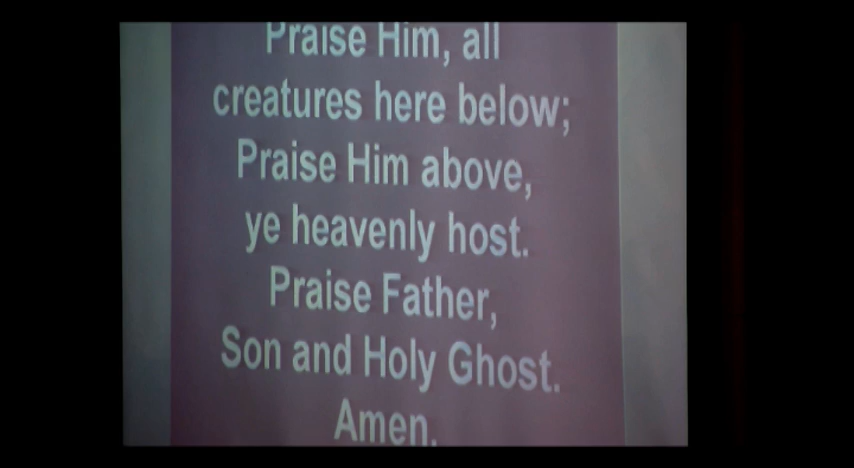 Praise Him, all
creatures here below;
Praise Him above,
ye heavenly host.
Praise Father,
Son and Holy Ghost.
Amen.